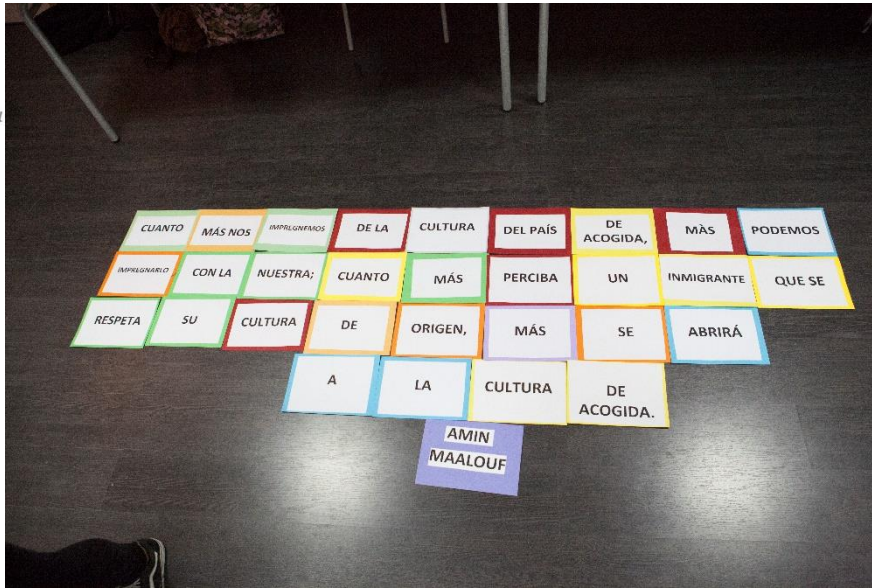 CUANTO MÁS NOS IMPREGNEMOS DE LA CULTURA DEL PAÍS DE ACOGIDA, MÀS PODEMOS
IMPREGNARLO CON LA NUESTRA; CUANTO MÁS PERCIBA UN INMIGRANTE QUE SE
RESPETA SU CULTURA DE ORIGEN, MÁS SE ABRIRÁ
A LA CULTURA DE ACOGIDA.
AMIN MAALOUF